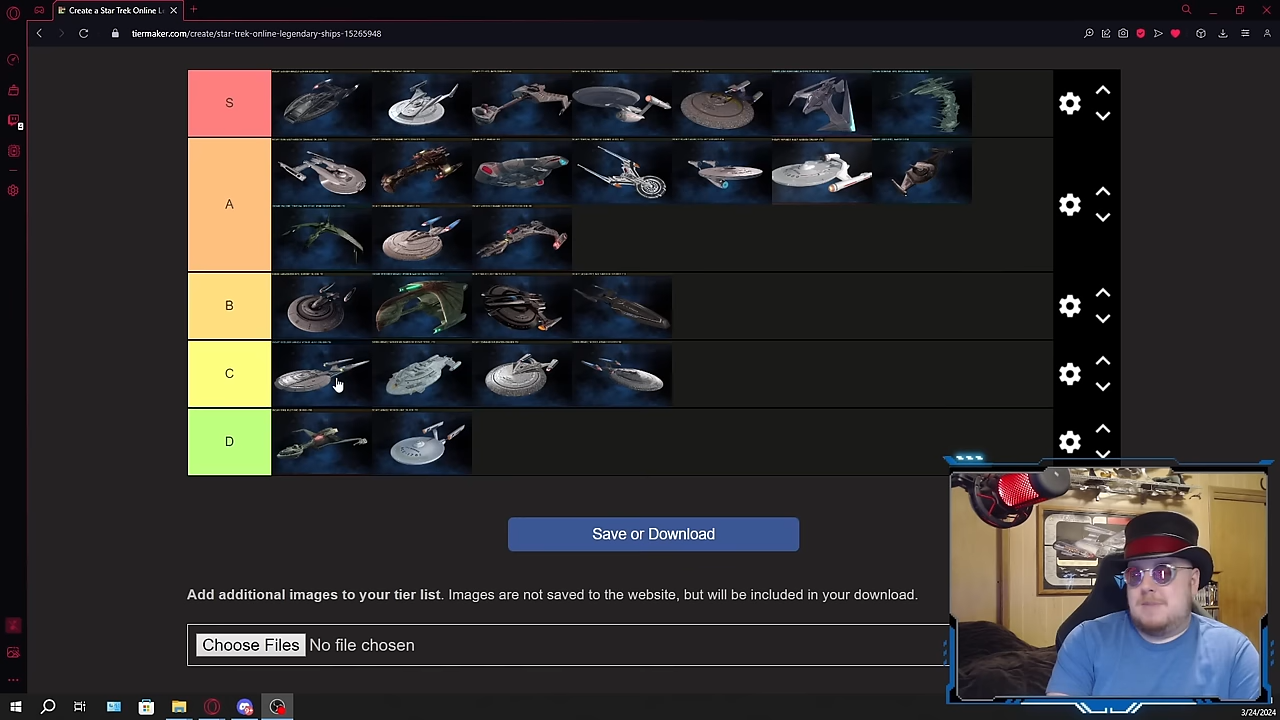 Create a Star Trek Online L
tiermaker.com/create/star-trek-online-legendary-ships-15265948
S
A
B
C
D
Save or Download
Add additional images to your tier list. Images are not saved to the website, but will be included in your download.
Choose Files No file chosen
3/24/2024